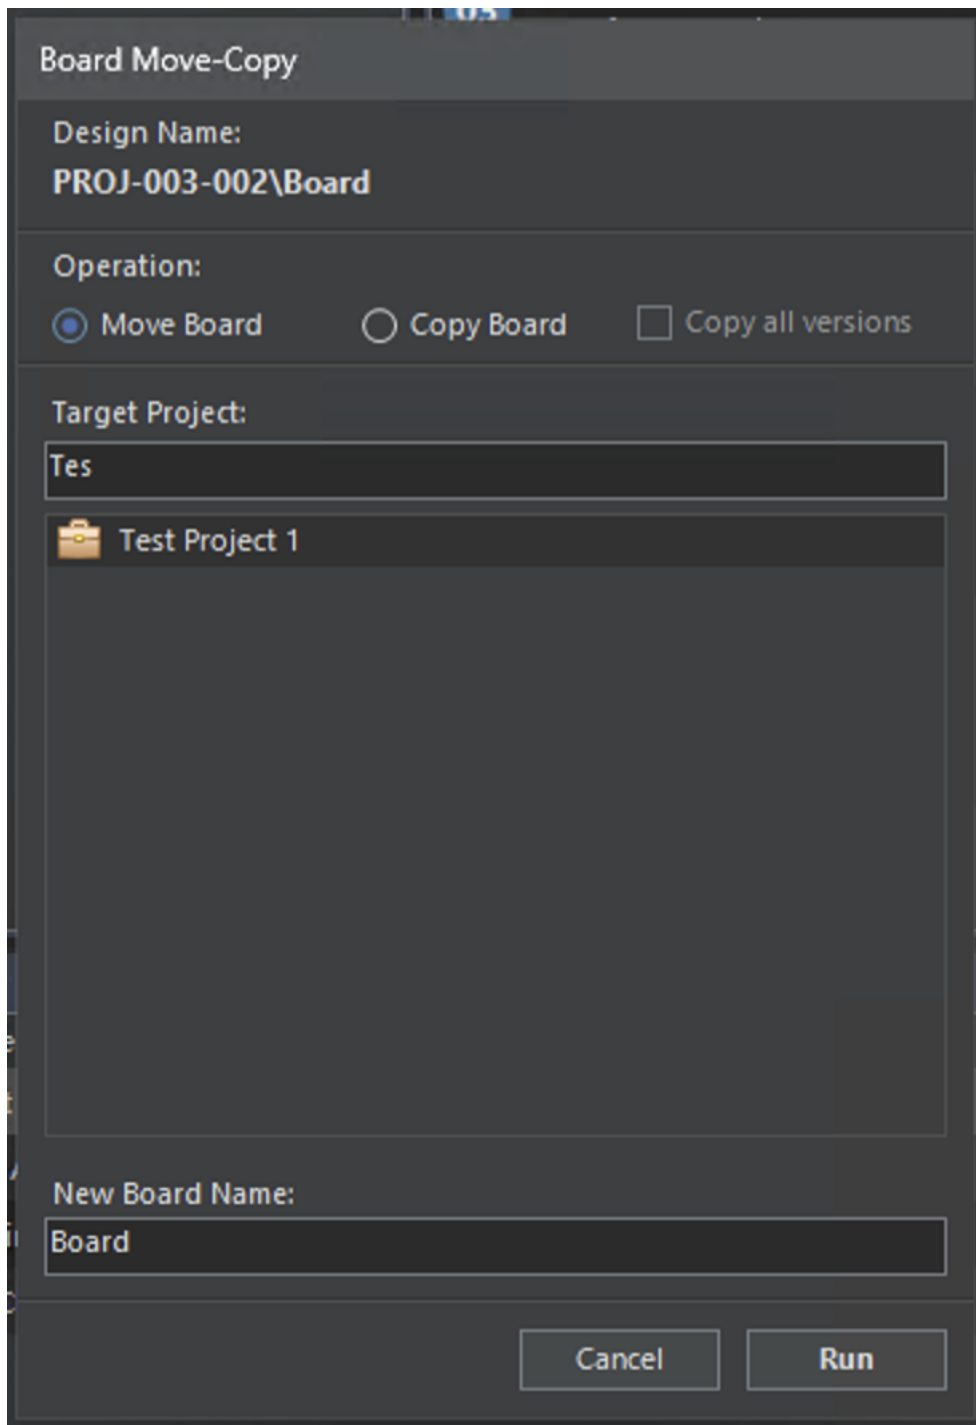 03
Board Move-Copy
Design Name:
PROJ-003-002\Board
Operation:
Move Board Copy Board Copy all versions
Target Project:
Tes
Test Project 1
New Board Name:
Board
Cancel Run